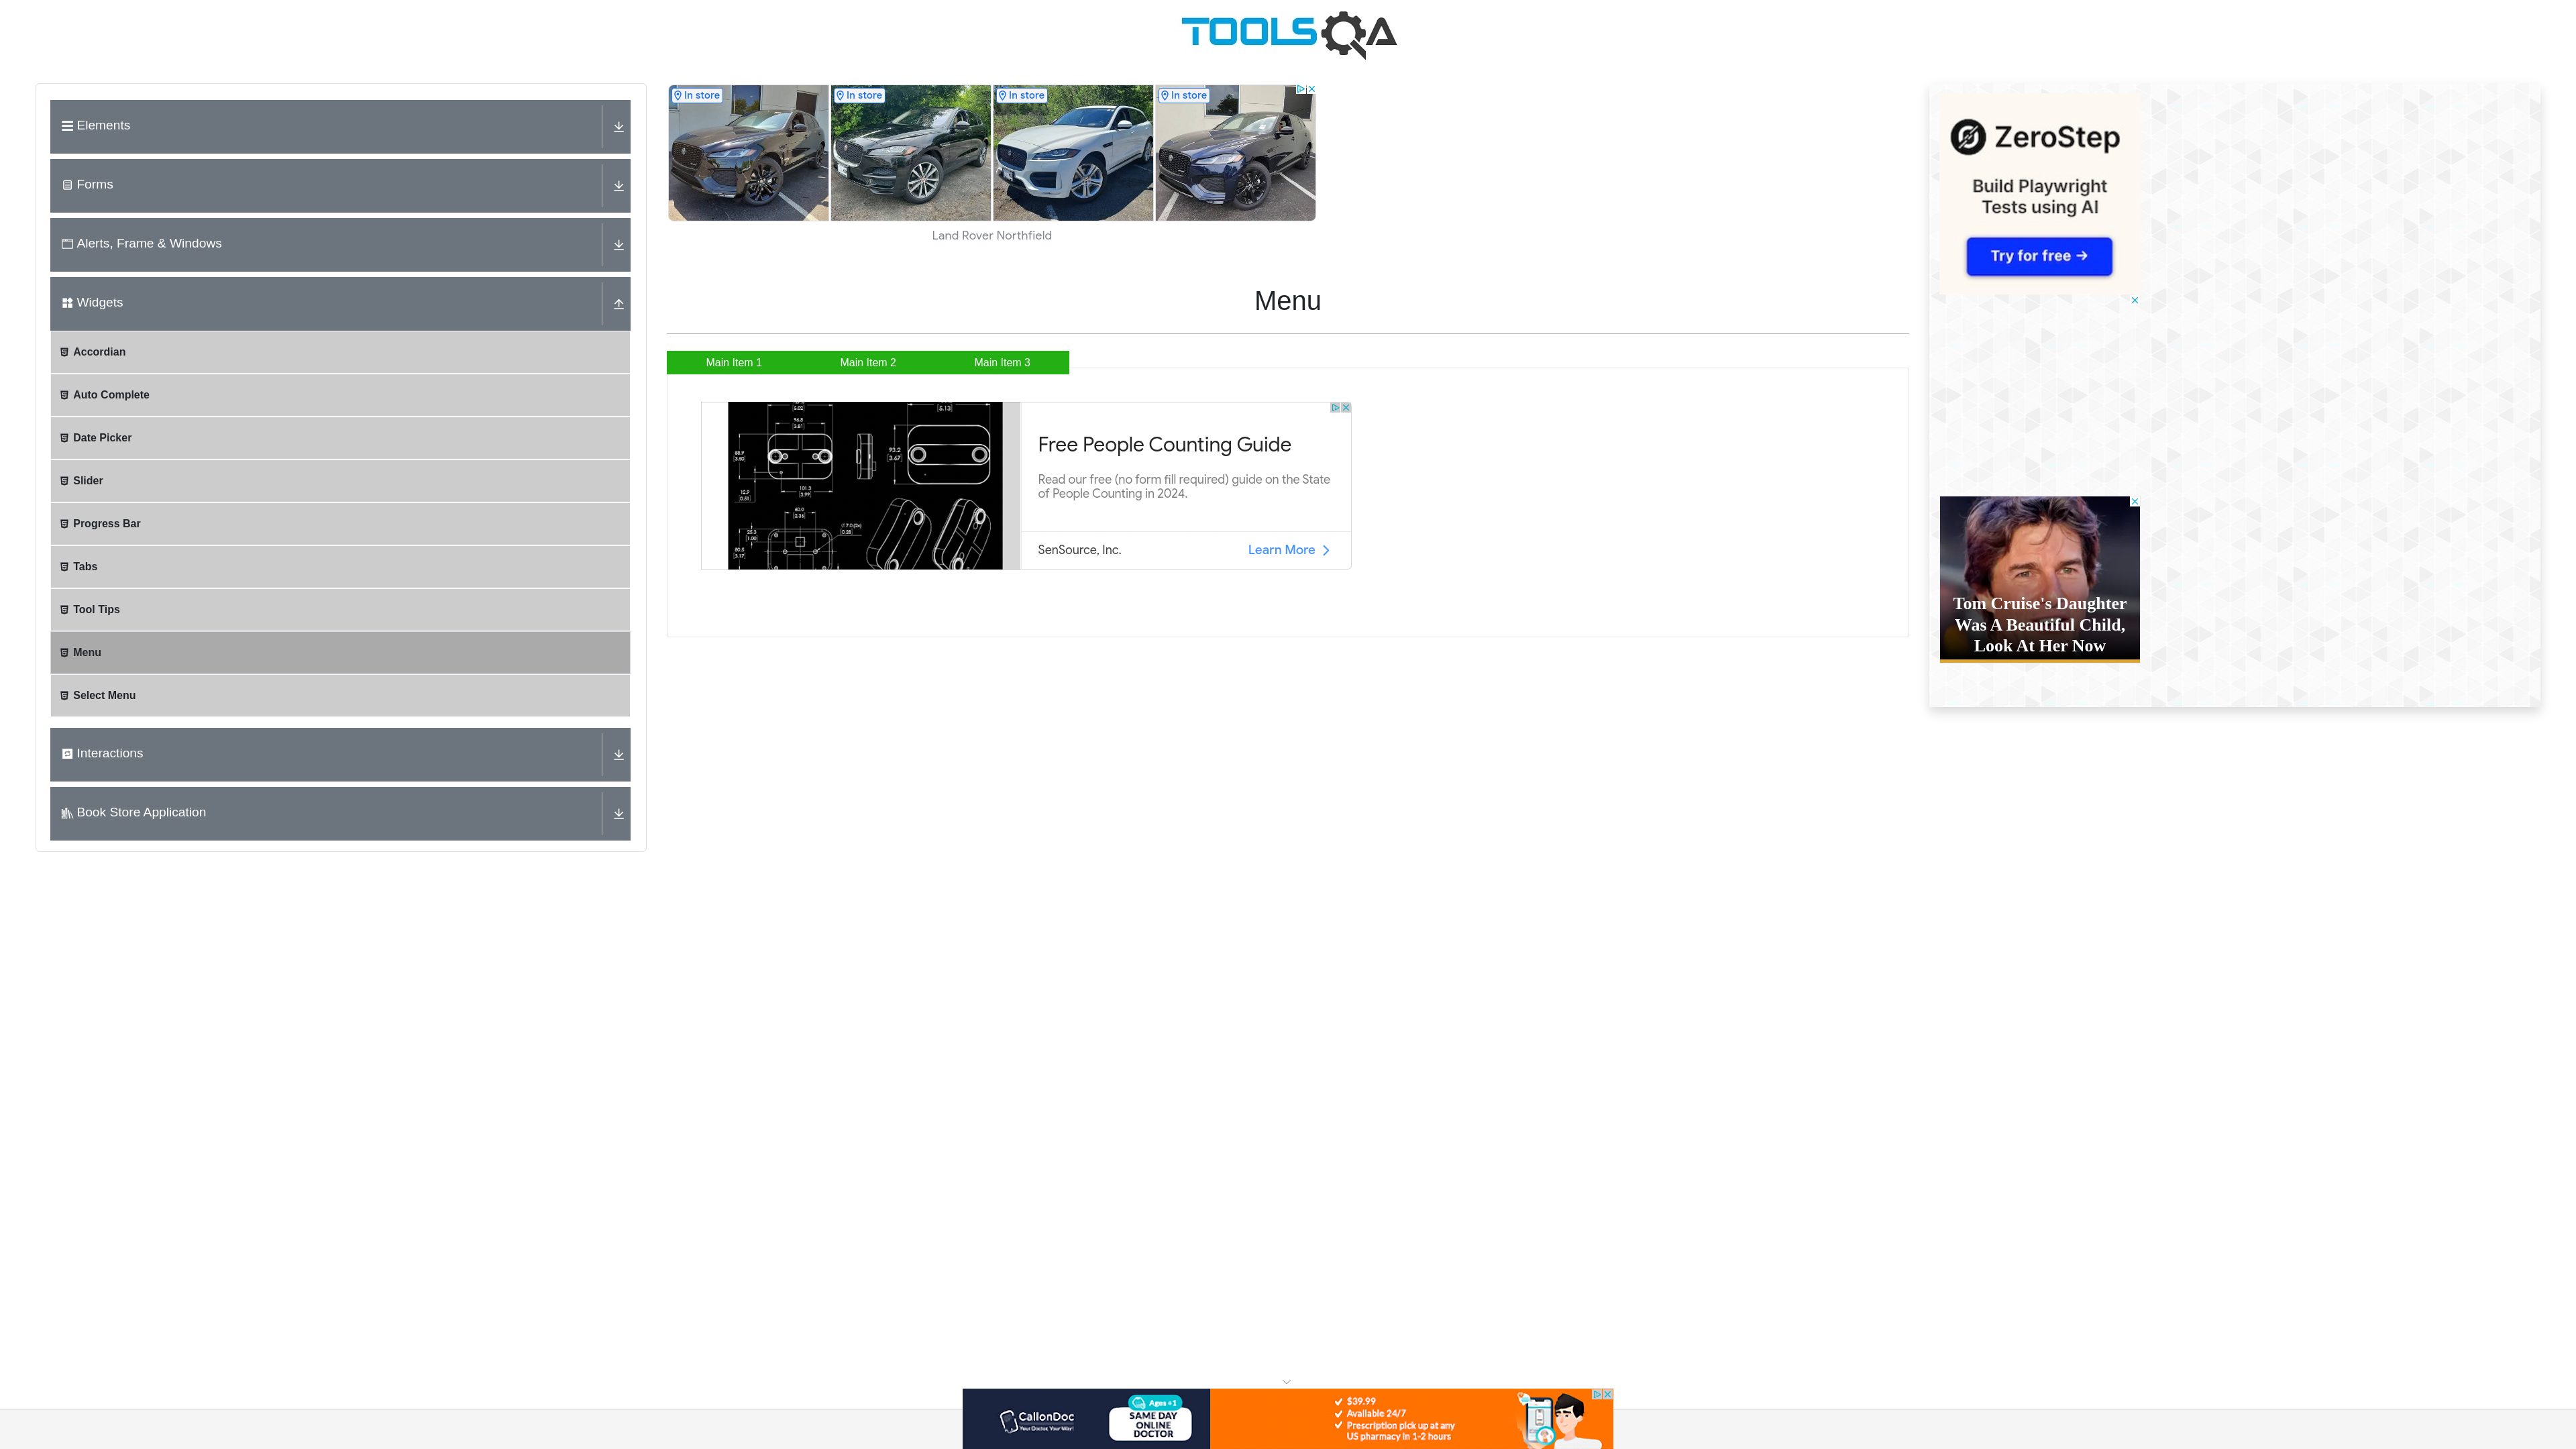 TOOLSQA
Elements
Forms
Alerts, Frame & Windows
Widgets
Accordian
Auto Complete
Date Picker
Slider
Progress Bar
Tabs
Tool Tips
Menu
Select Menu
Interactions
Book Store Application
In store
In store
In store
In store
Land Rover Northfield
Menu
Main Item 1
Main Item 2
Main Item 3
Free People Counting Guide
Read our free (no form fill required) guide on the State
of People Counting in 2024.
SenSource, Inc.
Learn More
ZeroStep
Build Playwright
Tests using AI
Try for free →
Tom Cruise's Daughter
Was A Beautiful Child,
Look At Her Now
CallonDoc
Your Doctor, Your Way!
Ages +1
SAME DAY
ONLINE
DOCTOR
$39.99
Available 24/7
Prescription pick up at any
US pharmacy in 1-2 hours